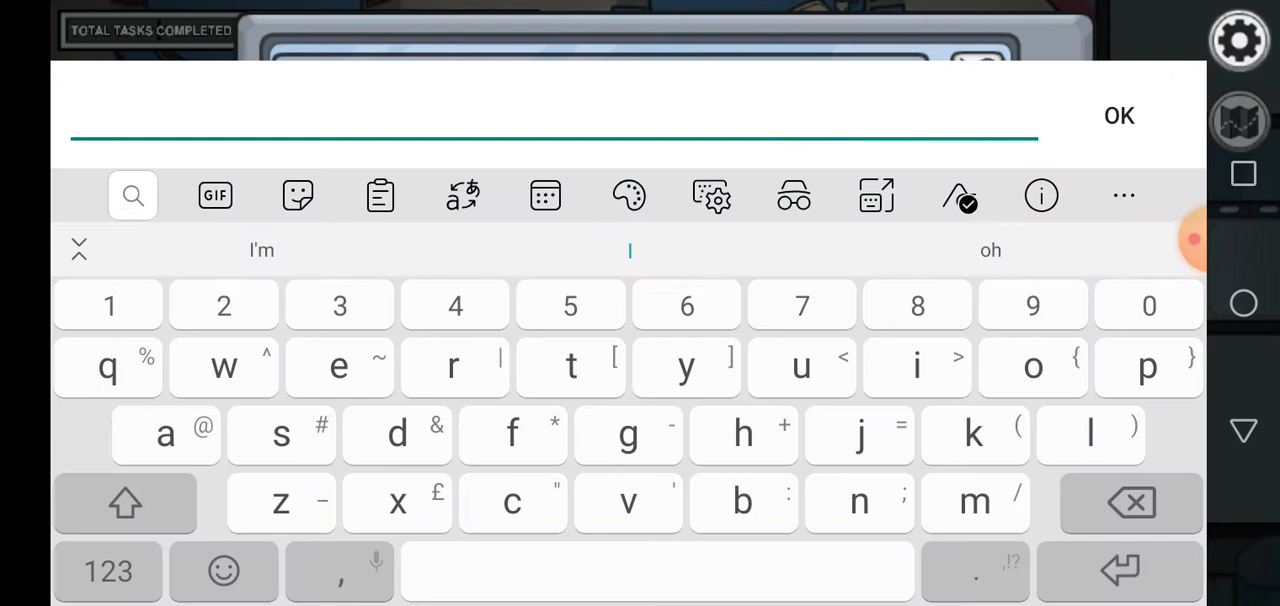 TOTAL TASKS COMPLETED
OK
GIF
I'm | oh
1 2 3 4 5 6 7 8 9 0
q % w ^ e ~ r | t [ y ] u < i > o { p }
a @ s # d & f * g - h + j = k ( l )
z _ x £ c " v ' b : n ; m /
123 , . ,!?